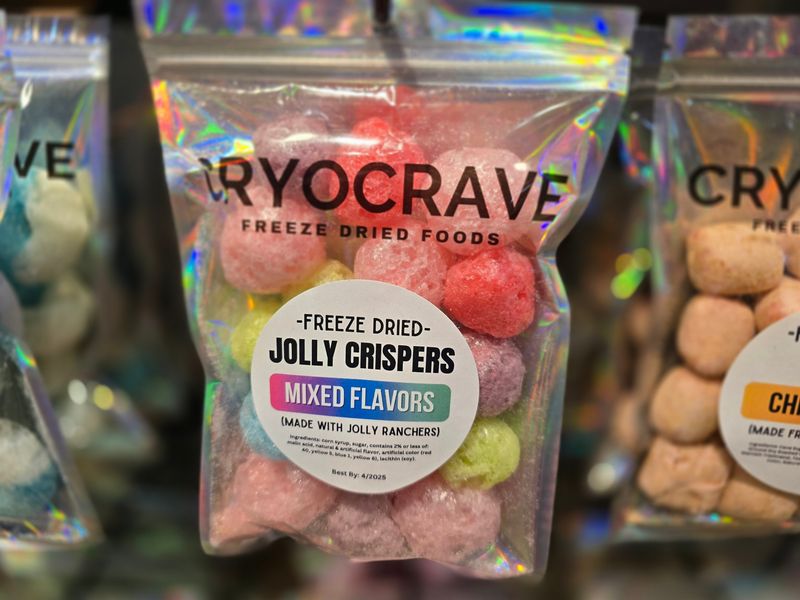 VE
CRYOCRAVE
FREEZE DRIED FOODS
-FREEZE DRIED-
JOLLY CRISPERS
MIXED FLAVORS
(MADE WITH JOLLY RANCHERS)
Ingredients: corn syrup, sugar, contains 2% or less of:
malic acid, natural & artificial flavor, artificial color (red
40, yellow 5, blue 1, yellow 6), lecithin (soy).
Best By: 4/2025
CRY
FREE
CH
(MADE FR